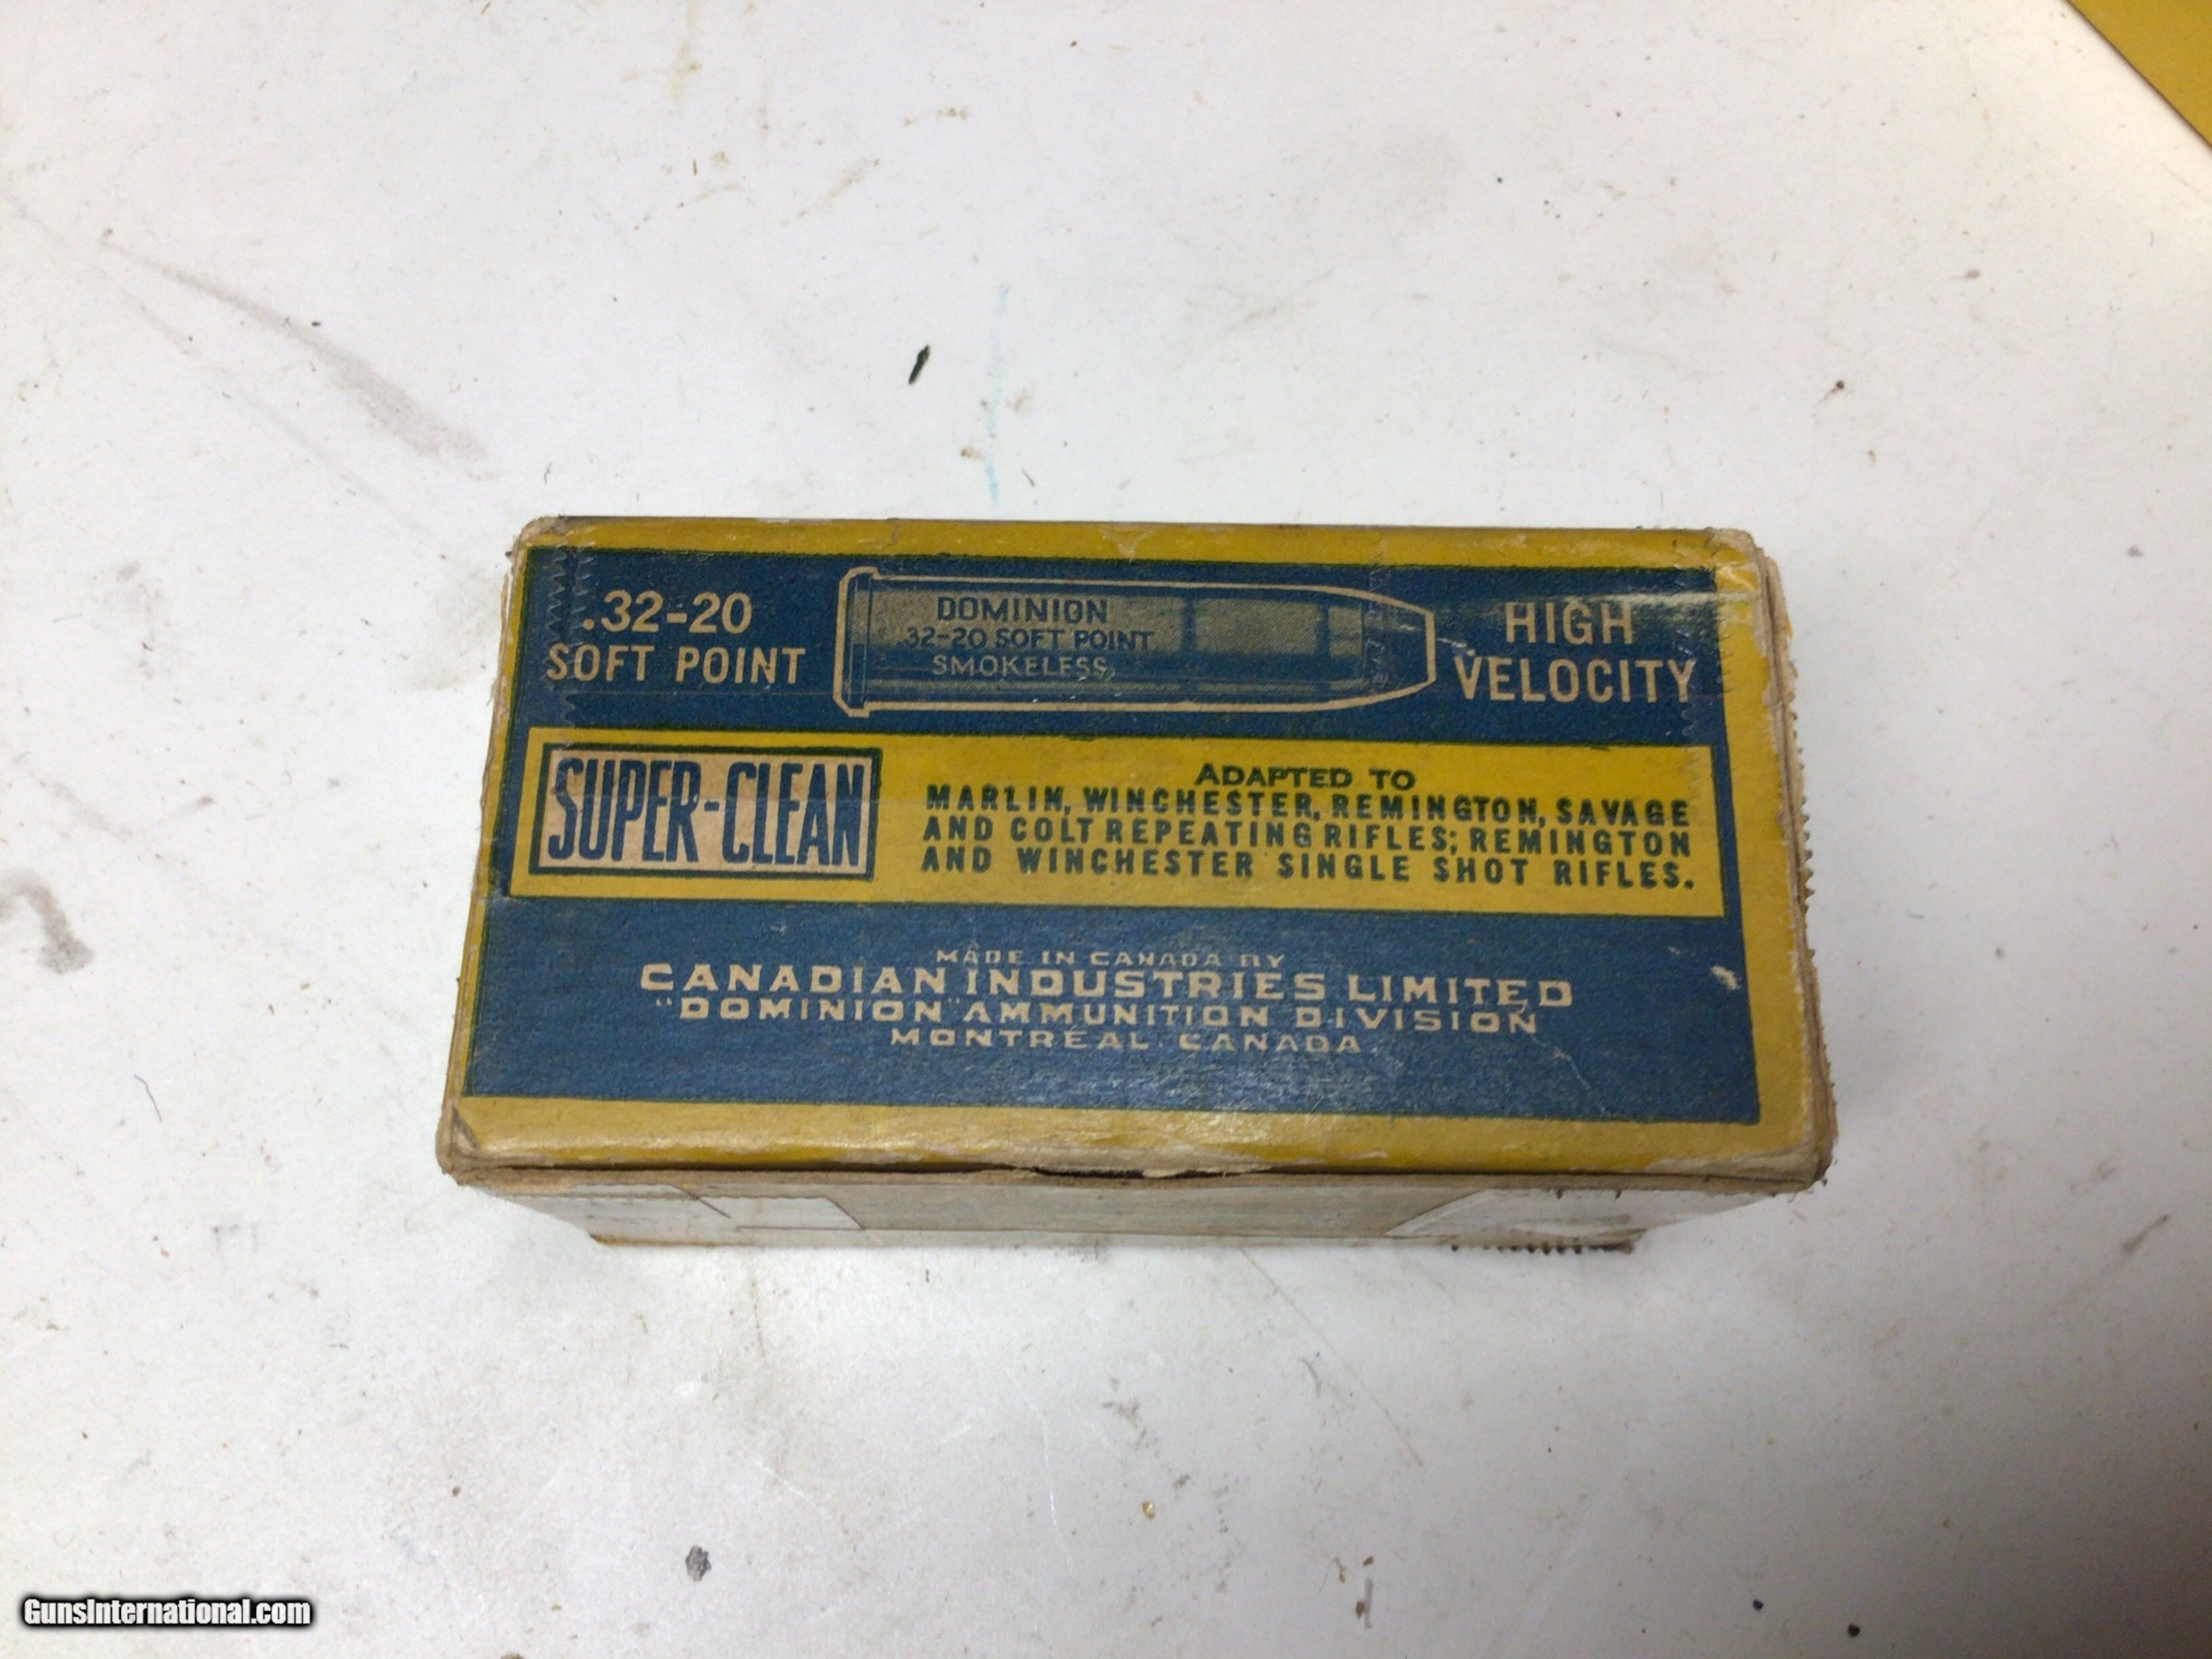 .32-20
SOFT POINT
DOMINION
.32-20 SOFT POINT
SMOKELESS
HIGH
VELOCITY
SUPER-CLEAN
ADAPTED TO
MARLIN, WINCHESTER, REMINGTON, SAVAGE
AND COLT REPEATING RIFLES; REMINGTON
AND WINCHESTER SINGLE SHOT RIFLES.
MADE IN CANADA BY
CANADIAN INDUSTRIES LIMITED
"DOMINION" AMMUNITION DIVISION
MONTREAL. CANADA
GunsInternational.com